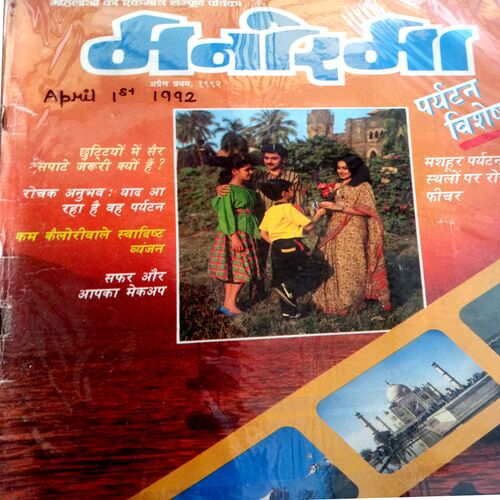 महिलाओं की एकमात्र सम्पूर्ण पत्रिका
मनोरमा
अप्रैल प्रथम, १९९२
April 1st 1992
पर्यटन
विशेष
छुट्टियों में सैर
सपाटे जरूरी क्यों हैं ?
मशहूर पर्यटन
स्थलों पर रो
फीचर
रोचक अनुभव : याद आ
रहा है वह पर्यटन
कम कैलोरीवाले स्वादिष्ट
व्यंजन
सफर और
आपका मेकअप